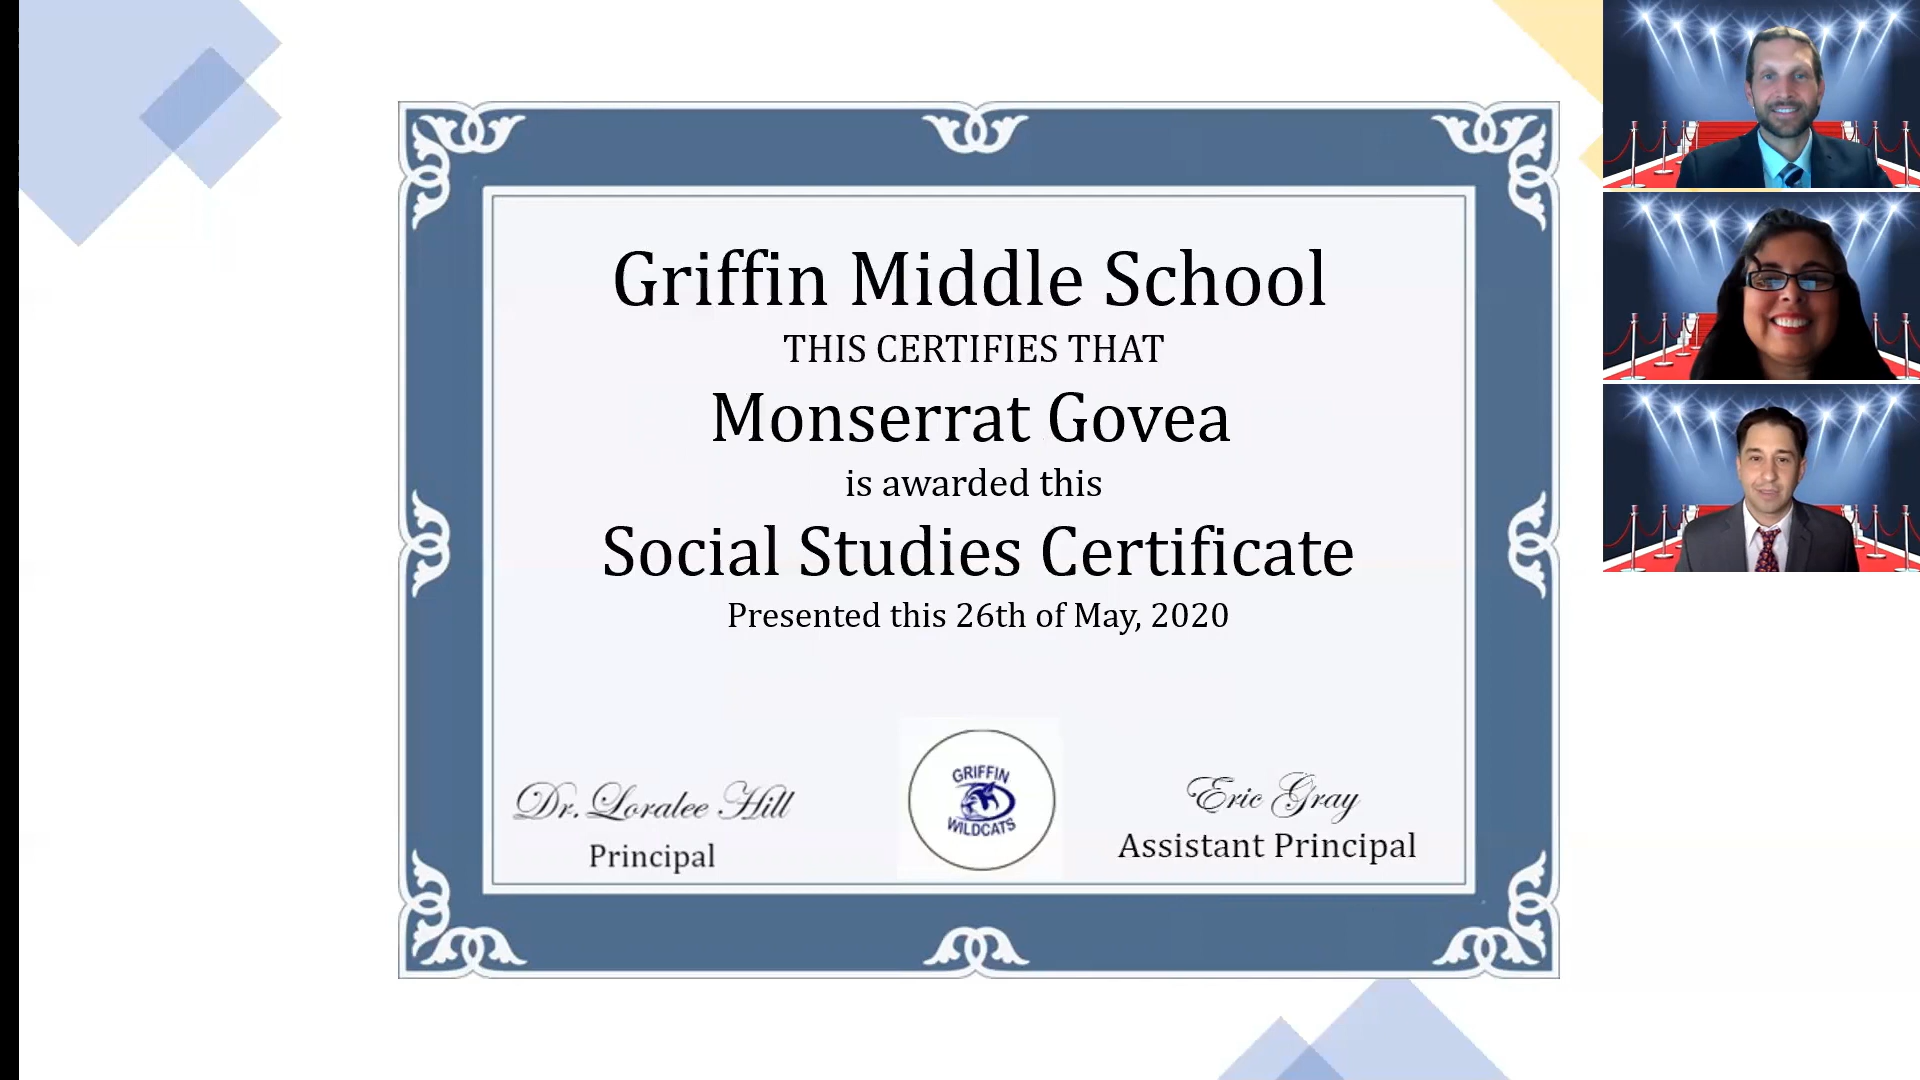 Griffin Middle School
THIS CERTIFIES THAT
Monserrat Govea
is awarded this
Social Studies Certificate
Presented this 26th of May, 2020
Dr. Loralee Hill
Principal
GRIFFIN
WILDCATS
Eric Gray
Assistant Principal